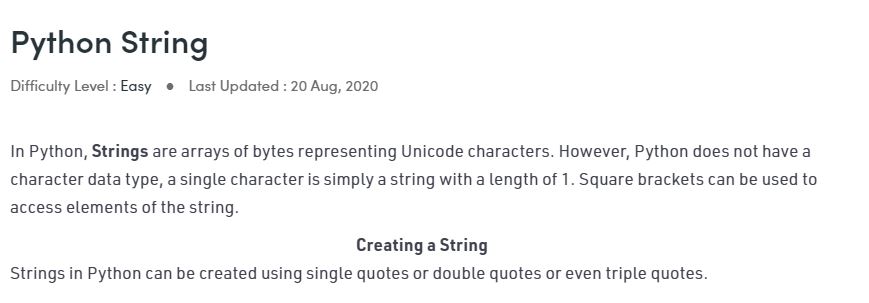 Python String
Difficulty Level : Easy ● Last Updated : 20 Aug, 2020
In Python, Strings are arrays of bytes representing Unicode characters. However, Python does not have a
character data type, a single character is simply a string with a length of 1. Square brackets can be used to
access elements of the string.
Creating a String
Strings in Python can be created using single quotes or double quotes or even triple quotes.